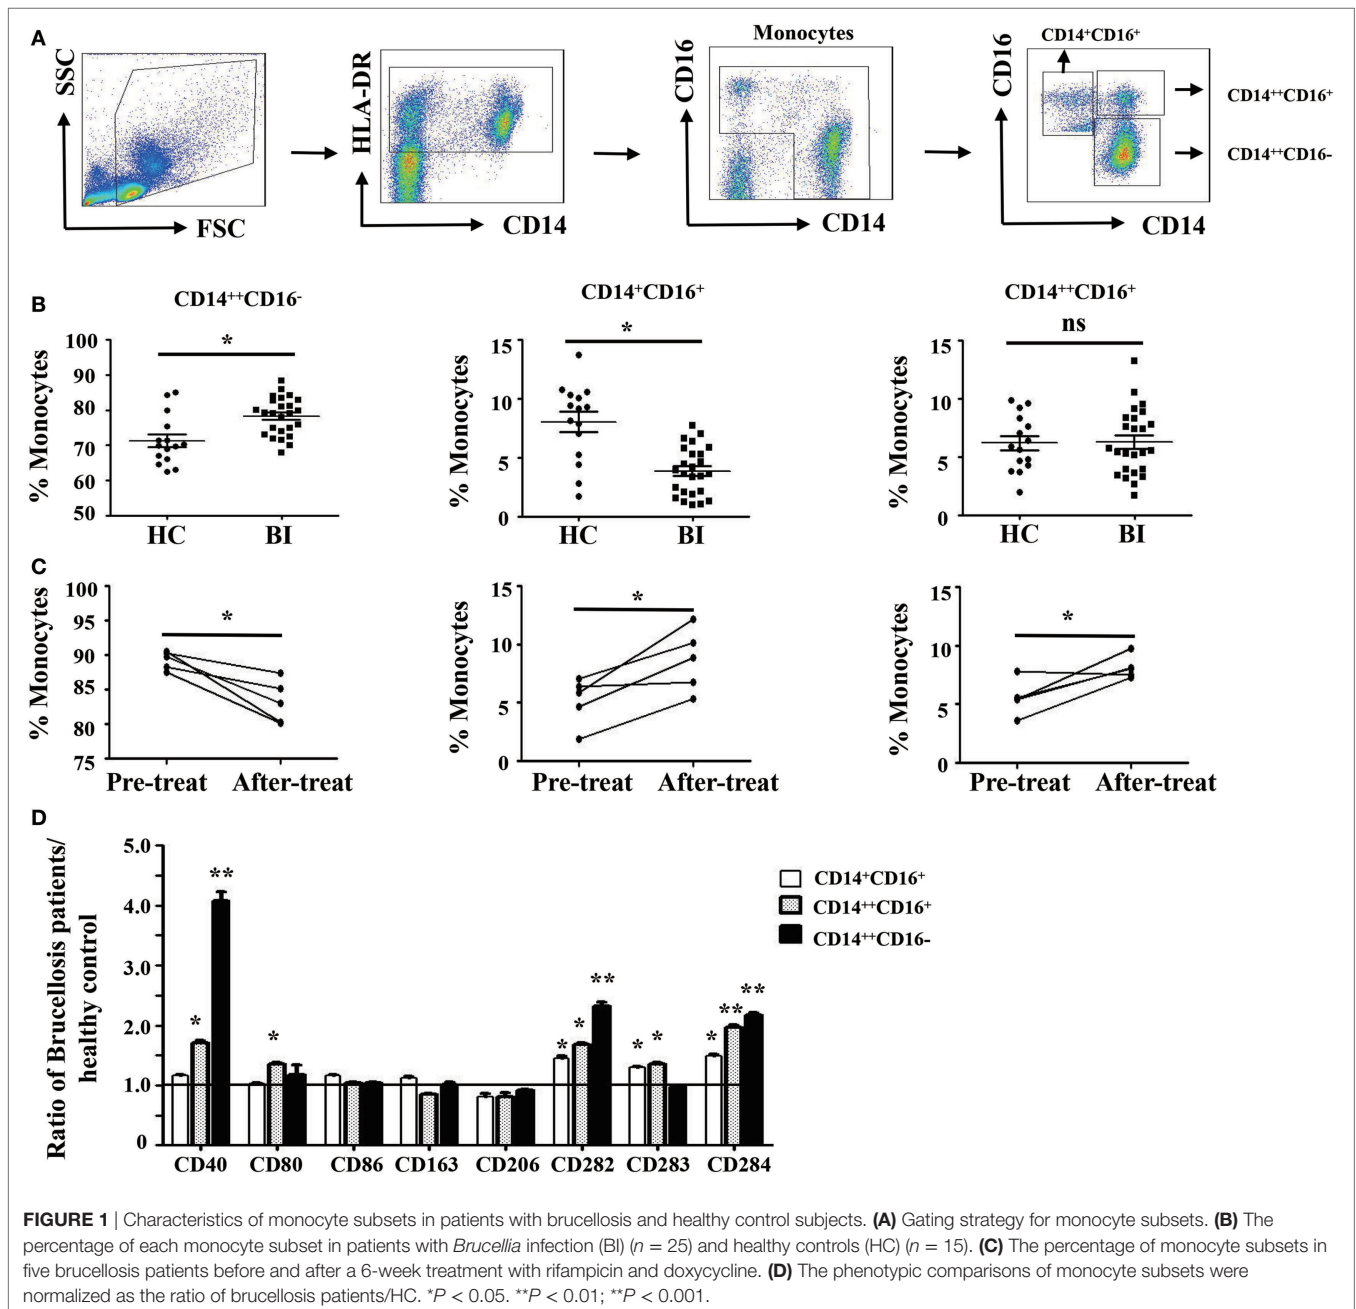 A
SSC
FSC
HLA-DR
CD14
Monocytes
CD16
CD14
CD16
CD14
CD14+CD16+
CD14++CD16+
CD14++CD16-
B
CD14++CD16-
*
% Monocytes
100
90
80
70
60
50
HC BI
CD14+CD16+
*
% Monocytes
15
10
5
0
HC BI
CD14++CD16+
ns
% Monocytes
15
10
5
0
HC BI
C
*
% Monocytes
100
95
90
85
80
75
Pre-treat After-treat
*
% Monocytes
15
10
5
0
Pre-treat After-treat
*
% Monocytes
15
10
5
0
Pre-treat After-treat
D
Ratio of Brucellosis patients/
healthy control
5.0
4.0
3.0
2.0
1.0
0
* ** * * * ** * * * ** **
CD40 CD80 CD86 CD163 CD206 CD282 CD283 CD284
CD14+CD16+
CD14++CD16+
CD14++CD16-
FIGURE 1 | Characteristics of monocyte subsets in patients with brucellosis and healthy control subjects. (A) Gating strategy for monocyte subsets. (B) The
percentage of each monocyte subset in patients with Brucellia infection (BI) (n = 25) and healthy controls (HC) (n = 15). (C) The percentage of monocyte subsets in
five brucellosis patients before and after a 6-week treatment with rifampicin and doxycycline. (D) The phenotypic comparisons of monocyte subsets were
normalized as the ratio of brucellosis patients/HC. *P < 0.05. **P < 0.01; **P < 0.001.